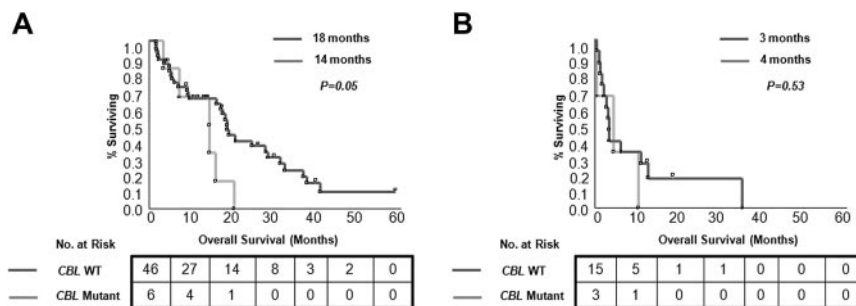 A
18 months
14 months
P=0.05
% Surviving
1.0
0.9
0.8
0.7
0.6
0.5
0.4
0.3
0.2
0.1
0.0
0 10 20 30 40 50 60
Overall Survival (Months)
No. at Risk
CBL WT 46 27 14 8 3 2 0
CBL Mutant 6 4 1 0 0 0 0
B
3 months
4 months
P=0.53
% Surviving
1.0
0.9
0.8
0.7
0.6
0.5
0.4
0.3
0.2
0.1
0.0
0 10 20 30 40 50 60
Overall Survival (Months)
No. at Risk
CBL WT 15 5 1 1 0 0 0
CBL Mutant 3 1 0 0 0 0 0